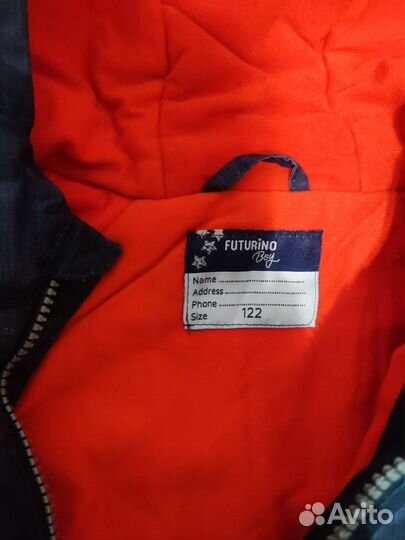 FUTURiNO
Boy
Name
Address
Phone
Size 122
Avito